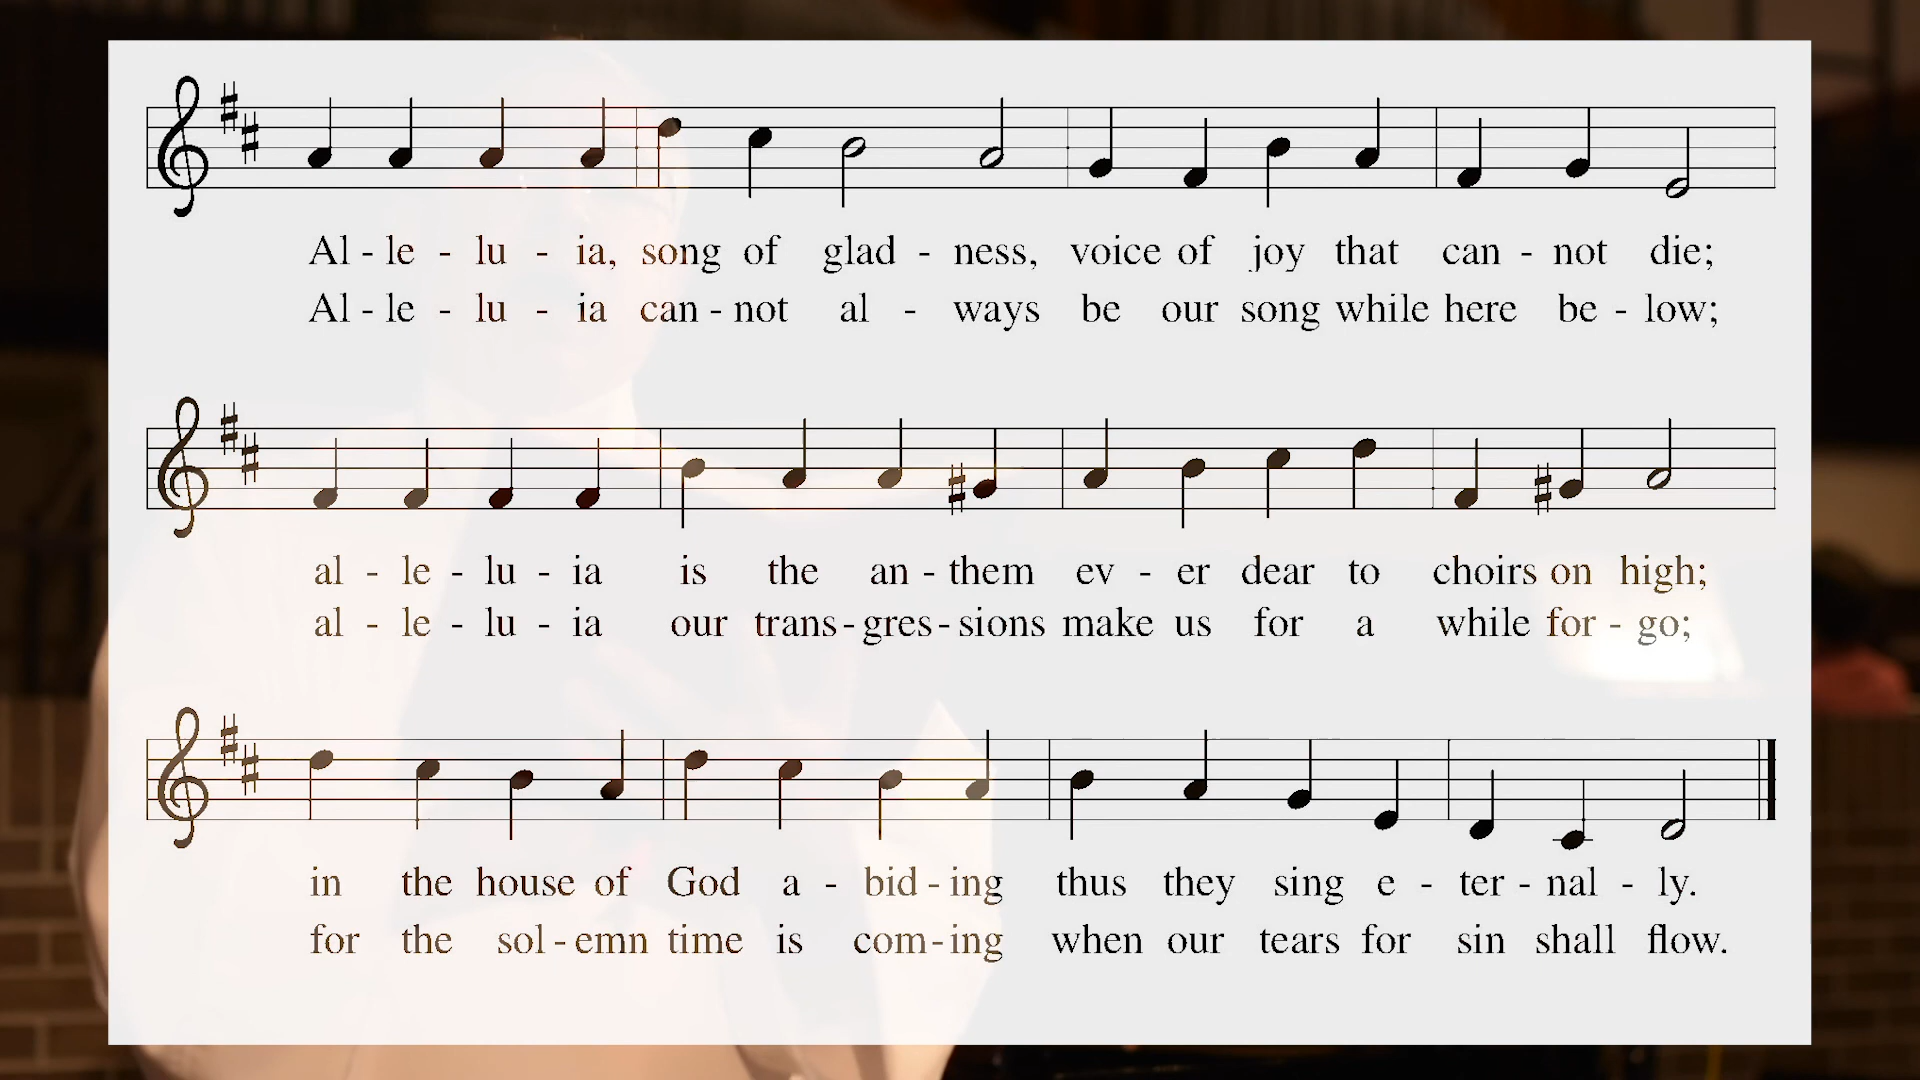 Al - le - lu - ia, song of glad - ness, voice of joy that can - not die;
Al - le - lu - ia can - not al - ways be our song while here be - low;
al - le - lu - ia is the an - them ev - er dear to choirs on high;
al - le - lu - ia our trans - gres - sions make us for a while for - go;
in the house of God a - bid - ing thus they sing e - ter - nal - ly.
for the sol - emn time is com - ing when our tears for sin shall flow.